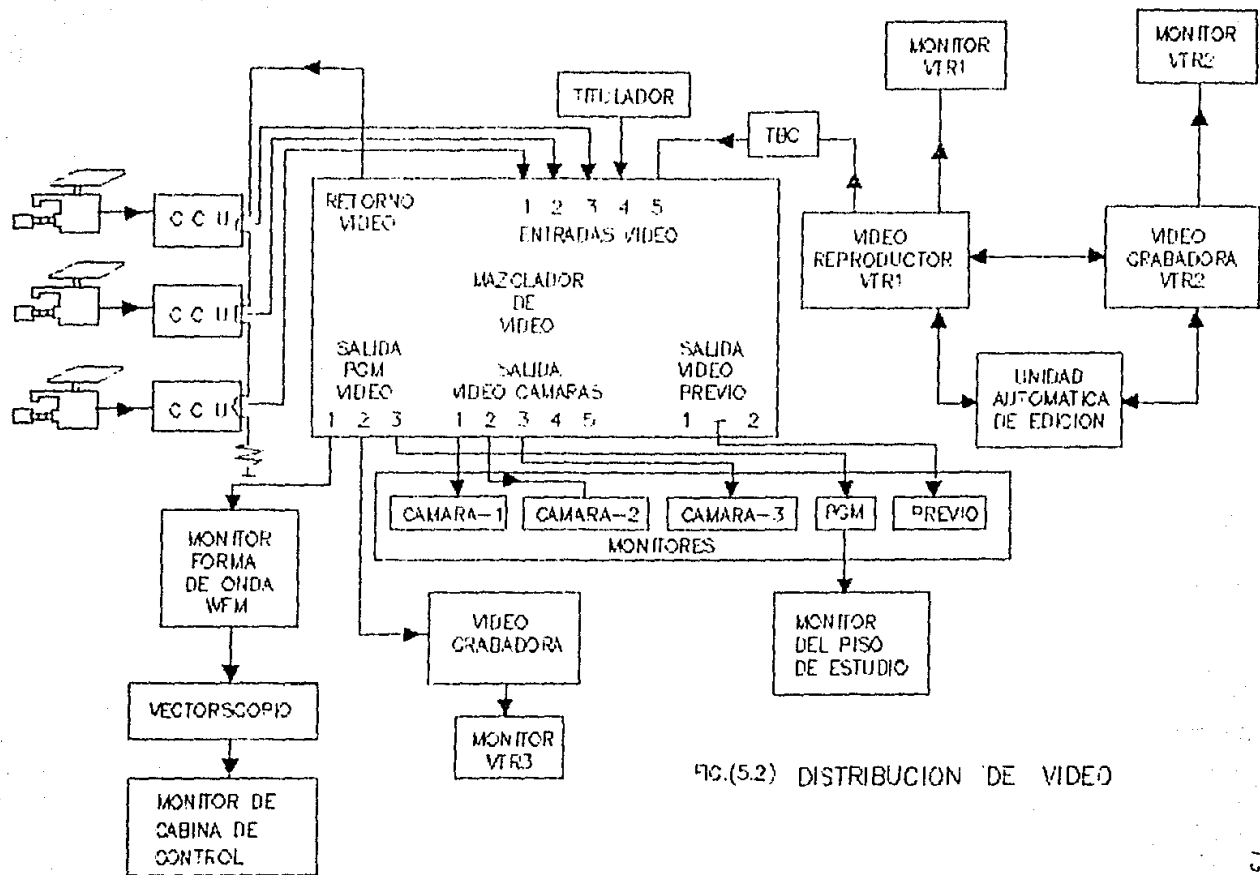 MONITOR
VTR1
MONITOR
VTR2
TITULADOR
TBC
C C U
C C U
C C U
RETORNO
VIDEO
1 2 3 4 5
ENTRADAS VIDEO
MAZCLADOR
DE
VIDEO
SALIDA
PGM
VIDEO
1 2 3
SALIDA
VIDEO CAMARAS
1 2 3 4 5
SALIDA
VIDEO
PREVIO
1 2
VIDEO
REPRODUCTOR
VTR1
VIDEO
GRABADORA
VTR2
UNIDAD
AUTOMATICA
DE EDICION
CAMARA-1
CAMARA-2
CAMARA-3
PGM
PREVIO
MONITORES
MONITOR
FORMA
DE ONDA
WFM
VIDEO
GRABADORA
MONITOR
DEL PISO
DE ESTUDIO
VECTORSCOPIO
MONITOR
VTR3
MONITOR DE
CABINA DE
CONTROL
FIG.(5.2) DISTRIBUCION DE VIDEO